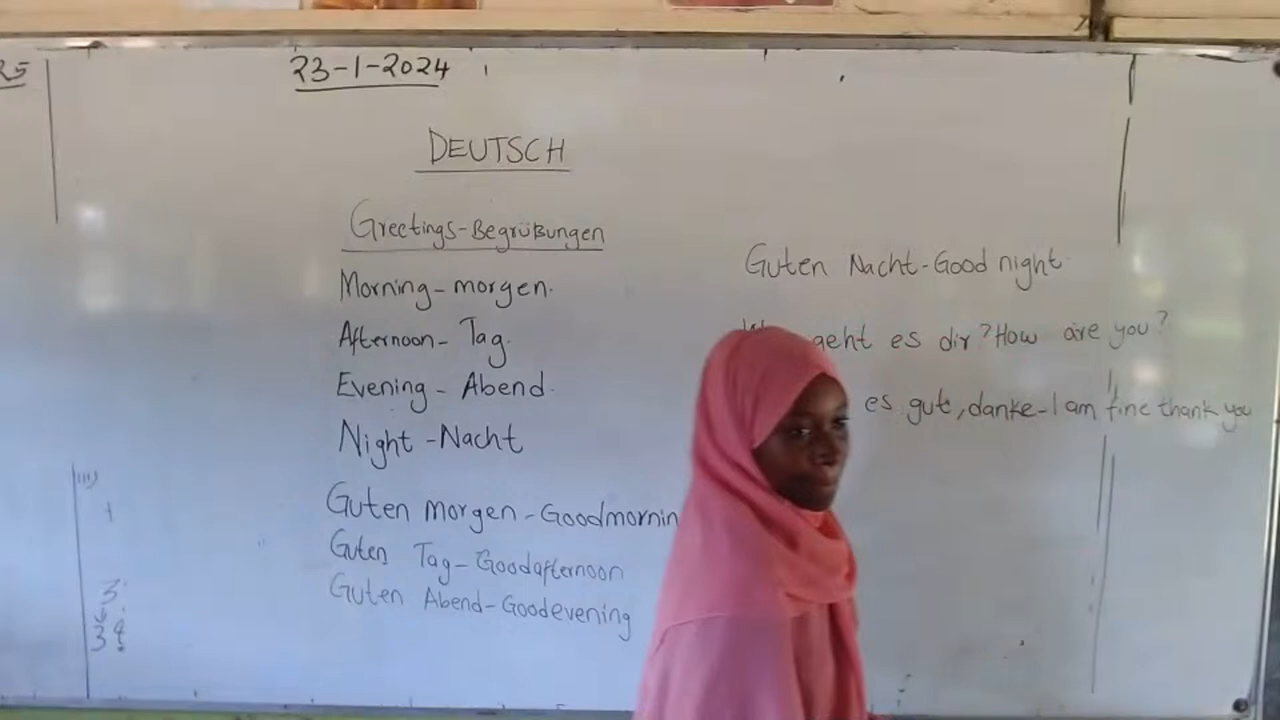 25
23-1-2024
DEUTSCH
Greetings-Begrüßungen
Morning-morgen.
Afternoon-Tag.
Evening-Abend.
Night-Nacht
Guten morgen-Goodmornin
Guten Tag-Goodafternoon
Guten Abend-Goodevening
Guten Nacht-Good night
geht es dir? How are you?
es gut, danke-I am fine thank you